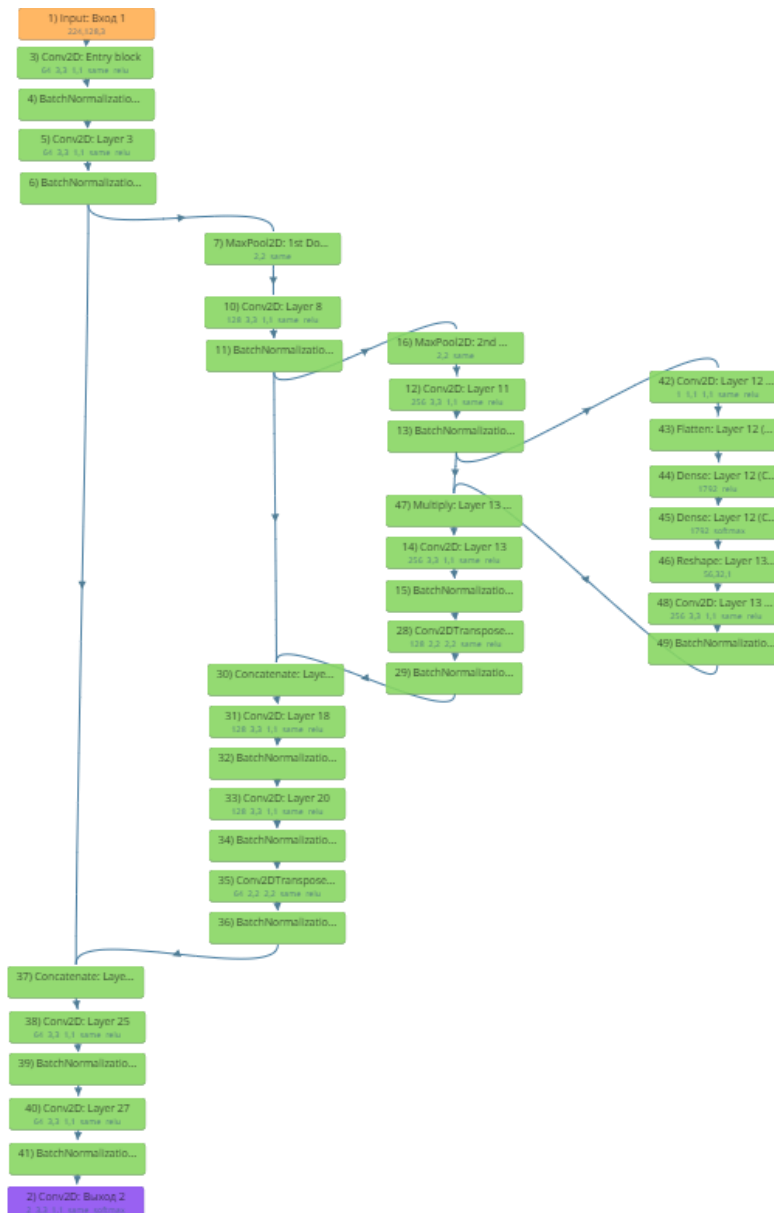 1) Input: Вход 1
224,128,3
3) Conv2D: Entry block
64 3,3 1,1 same relu
4) BatchNormalizatio...
5) Conv2D: Layer 3
64 3,3 1,1 same relu
6) BatchNormalizatio...
7) MaxPool2D: 1st Do...
2,2 same
10) Conv2D: Layer 8
128 3,3 1,1 same relu
11) BatchNormalizatio...
16) MaxPool2D: 2nd ...
2,2 same
12) Conv2D: Layer 11
256 3,3 1,1 same relu
13) BatchNormalizatio...
42) Conv2D: Layer 12 ...
1 1,1 1,1 same relu
43) Flatten: Layer 12 (...
44) Dense: Layer 12 (C...
1792 relu
45) Dense: Layer 12 (C...
1792 softmax
46) Reshape: Layer 13...
56,32,1
48) Conv2D: Layer 13 ...
256 3,3 1,1 same relu
49) BatchNormalizatio...
47) Multiply: Layer 13 ...
14) Conv2D: Layer 13
256 3,3 1,1 same relu
15) BatchNormalizatio...
28) Conv2DTranspose...
128 2,2 2,2 same relu
29) BatchNormalizatio...
30) Concatenate: Laye...
31) Conv2D: Layer 18
128 3,3 1,1 same relu
32) BatchNormalizatio...
33) Conv2D: Layer 20
128 3,3 1,1 same relu
34) BatchNormalizatio...
35) Conv2DTranspose...
64 2,2 2,2 same relu
36) BatchNormalizatio...
37) Concatenate: Laye...
38) Conv2D: Layer 25
64 3,3 1,1 same relu
39) BatchNormalizatio...
40) Conv2D: Layer 27
64 3,3 1,1 same relu
41) BatchNormalizatio...
2) Conv2D: Выход 2
2 3,3 1,1 same softmax